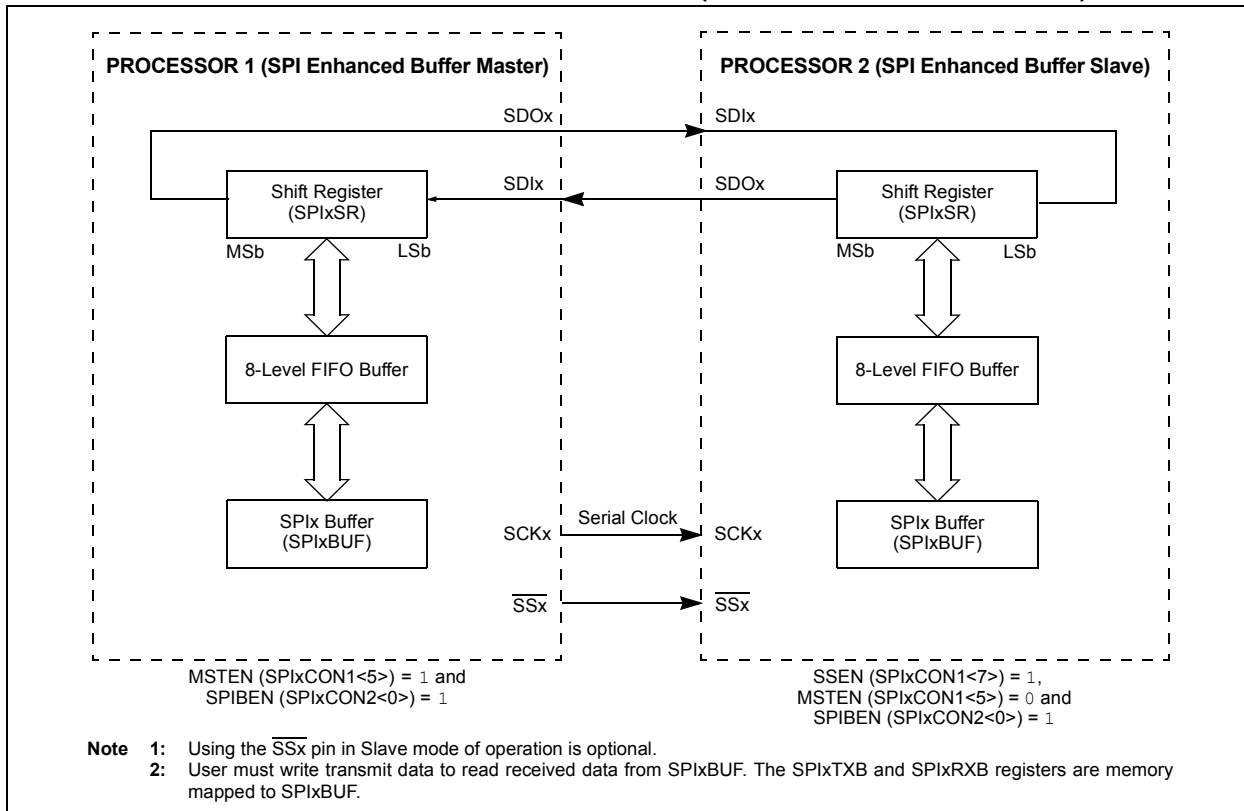 PROCESSOR 1 (SPI Enhanced Buffer Master)
PROCESSOR 2 (SPI Enhanced Buffer Slave)
SDOx
SDIx
Shift Register
(SPIxSR)
SDIx
SDOx
Shift Register
(SPIxSR)
MSb
LSb
MSb
LSb
8-Level FIFO Buffer
8-Level FIFO Buffer
SPIx Buffer
(SPIxBUF)
SCKx
Serial Clock
SCKx
SPIx Buffer
(SPIxBUF)
SSx
SSx
MSTEN (SPIxCON1<5>) = 1 and
SPIBEN (SPIxCON2<0>) = 1
SSEN (SPIxCON1<7>) = 1,
MSTEN (SPIxCON1<5>) = 0 and
SPIBEN (SPIxCON2<0>) = 1
Note 1: Using the SSx pin in Slave mode of operation is optional.
2: User must write transmit data to read received data from SPIxBUF. The SPIxTXB and SPIxRXB registers are memory
mapped to SPIxBUF.